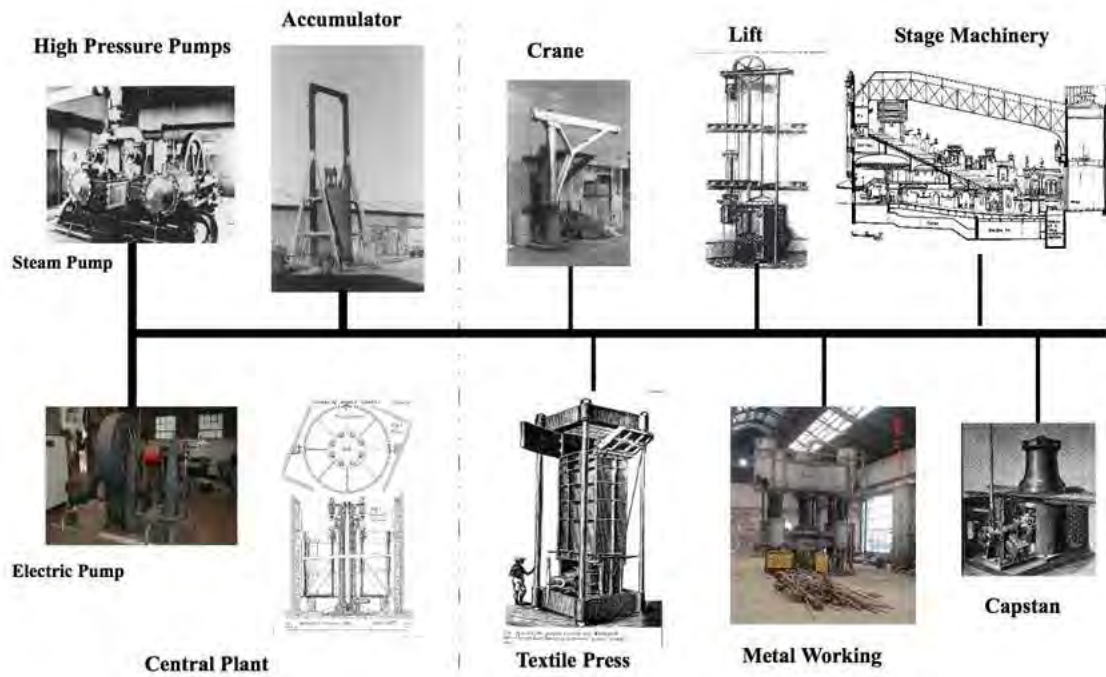 Accumulator
High Pressure Pumps
Crane
Lift
Stage Machinery
Steam Pump
Electric Pump
Central Plant
Textile Press
Metal Working
Capstan